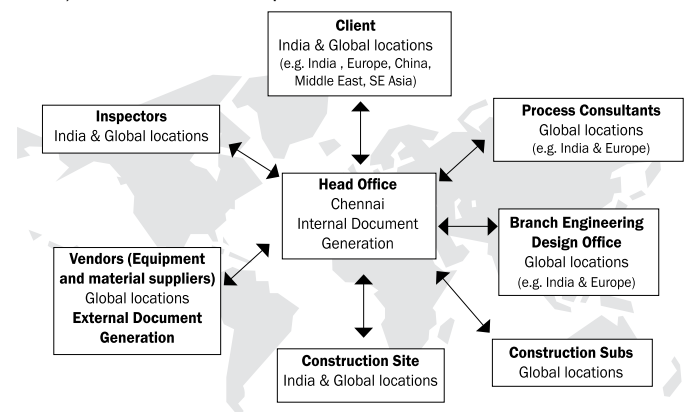 Client
India & Global locations
(e.g. India , Europe, China,
Middle East, SE Asia)
Inspectors
India & Global locations
Process Consultants
Global locations
(e.g. India & Europe)
Head Office
Chennai
Internal Document
Generation
Branch Engineering
Design Office
Global locations
(e.g. India & Europe)
Vendors (Equipment
and material suppliers)
Global locations
External Document
Generation
Construction Site
India & Global locations
Construction Subs
Global locations